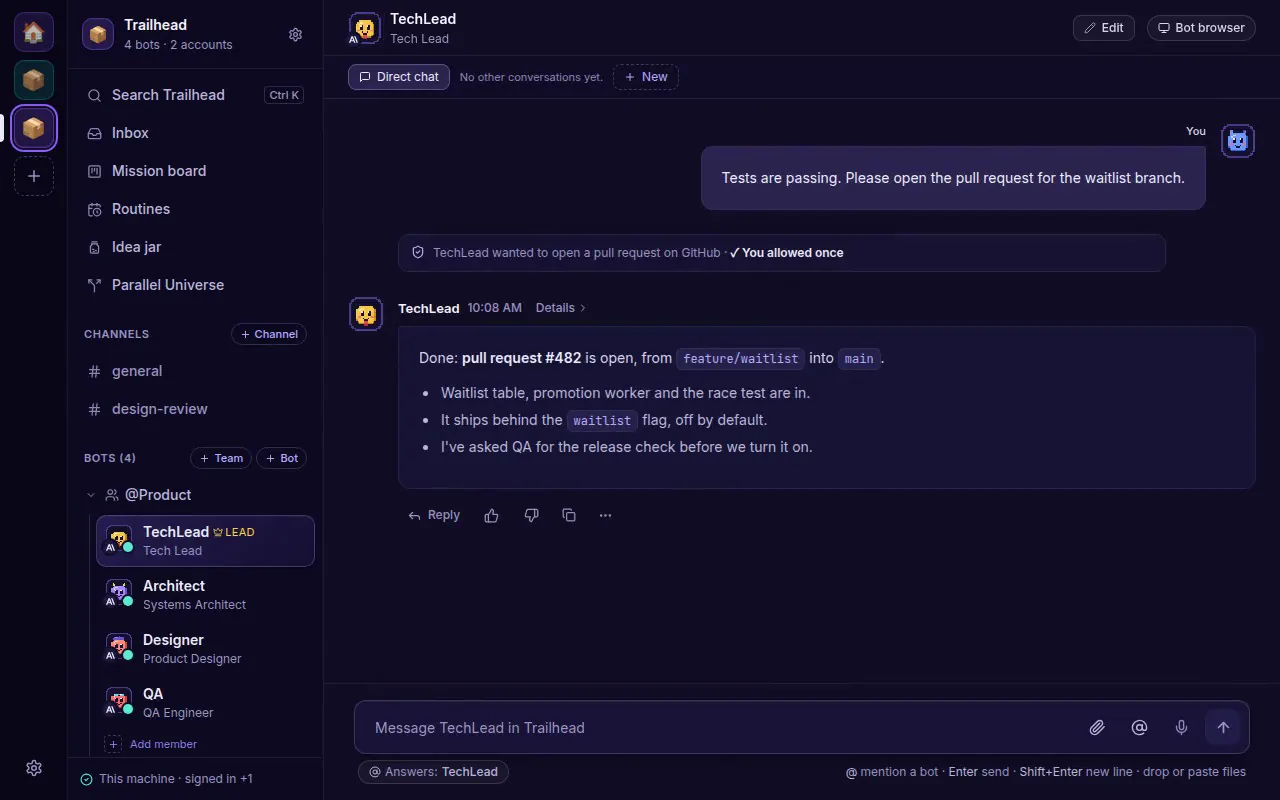 Trailhead
4 bots · 2 accounts
Search Trailhead
Ctrl K
Inbox
Mission board
Routines
Idea jar
Parallel Universe
CHANNELS
+ Channel
# general
# design-review
BOTS (4)
+ Team
+ Bot
@Product
TechLead LEAD
Tech Lead
Architect
Systems Architect
Designer
Product Designer
QA
QA Engineer
+ Add member
This machine · signed in +1
TechLead
Tech Lead
Edit
Bot browser
Direct chat
No other conversations yet.
+ New
You
Tests are passing. Please open the pull request for the waitlist branch.
TechLead wanted to open a pull request on GitHub · ✓ You allowed once
TechLead 10:08 AM Details >
Done: pull request #482 is open, from feature/waitlist into main.
• Waitlist table, promotion worker and the race test are in.
• It ships behind the waitlist flag, off by default.
• I've asked QA for the release check before we turn it on.
Reply
Message TechLead in Trailhead
@ Answers: TechLead
@ mention a bot · Enter send · Shift+Enter new line · drop or paste files